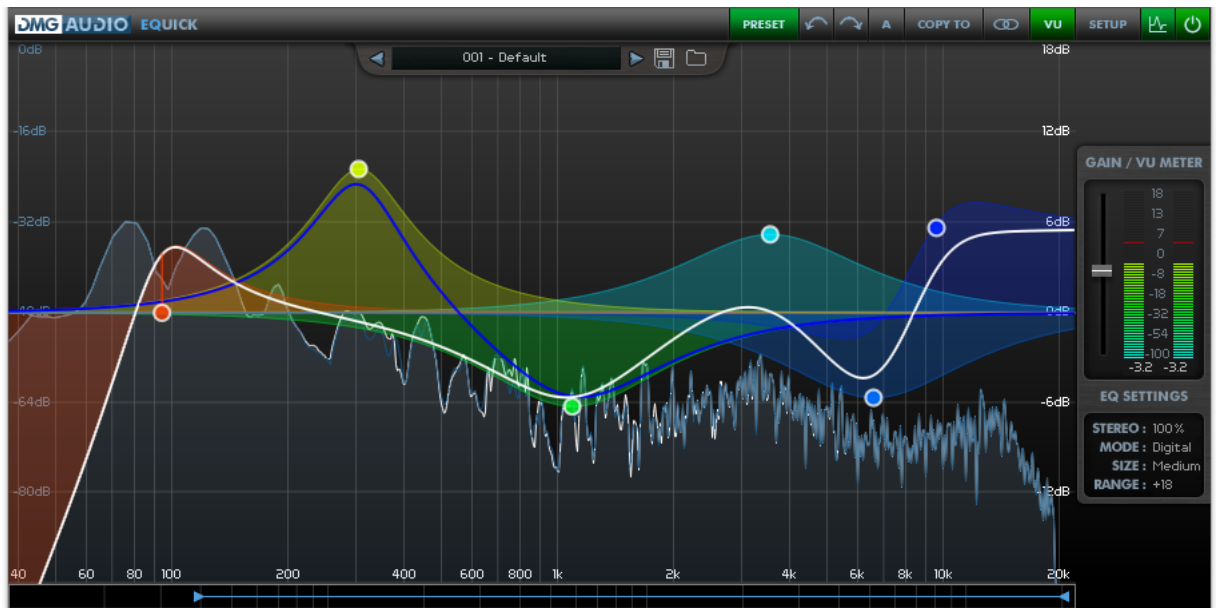 DMG AUDIO EQUICK PRESET A COPY TO VU SETUP
0dB 001 - Default 18dB
-16dB 12dB
-32dB 6dB
-48dB 0dB
-64dB -6dB
-80dB -12dB
40 60 80 100 200 400 600 800 1k 2k 4k 6k 8k 10k 20k
GAIN / VU METER
18
13
7
0
-8
-18
-32
-54
-100
-3.2 -3.2
EQ SETTINGS
STEREO : 100%
MODE : Digital
SIZE : Medium
RANGE : +18